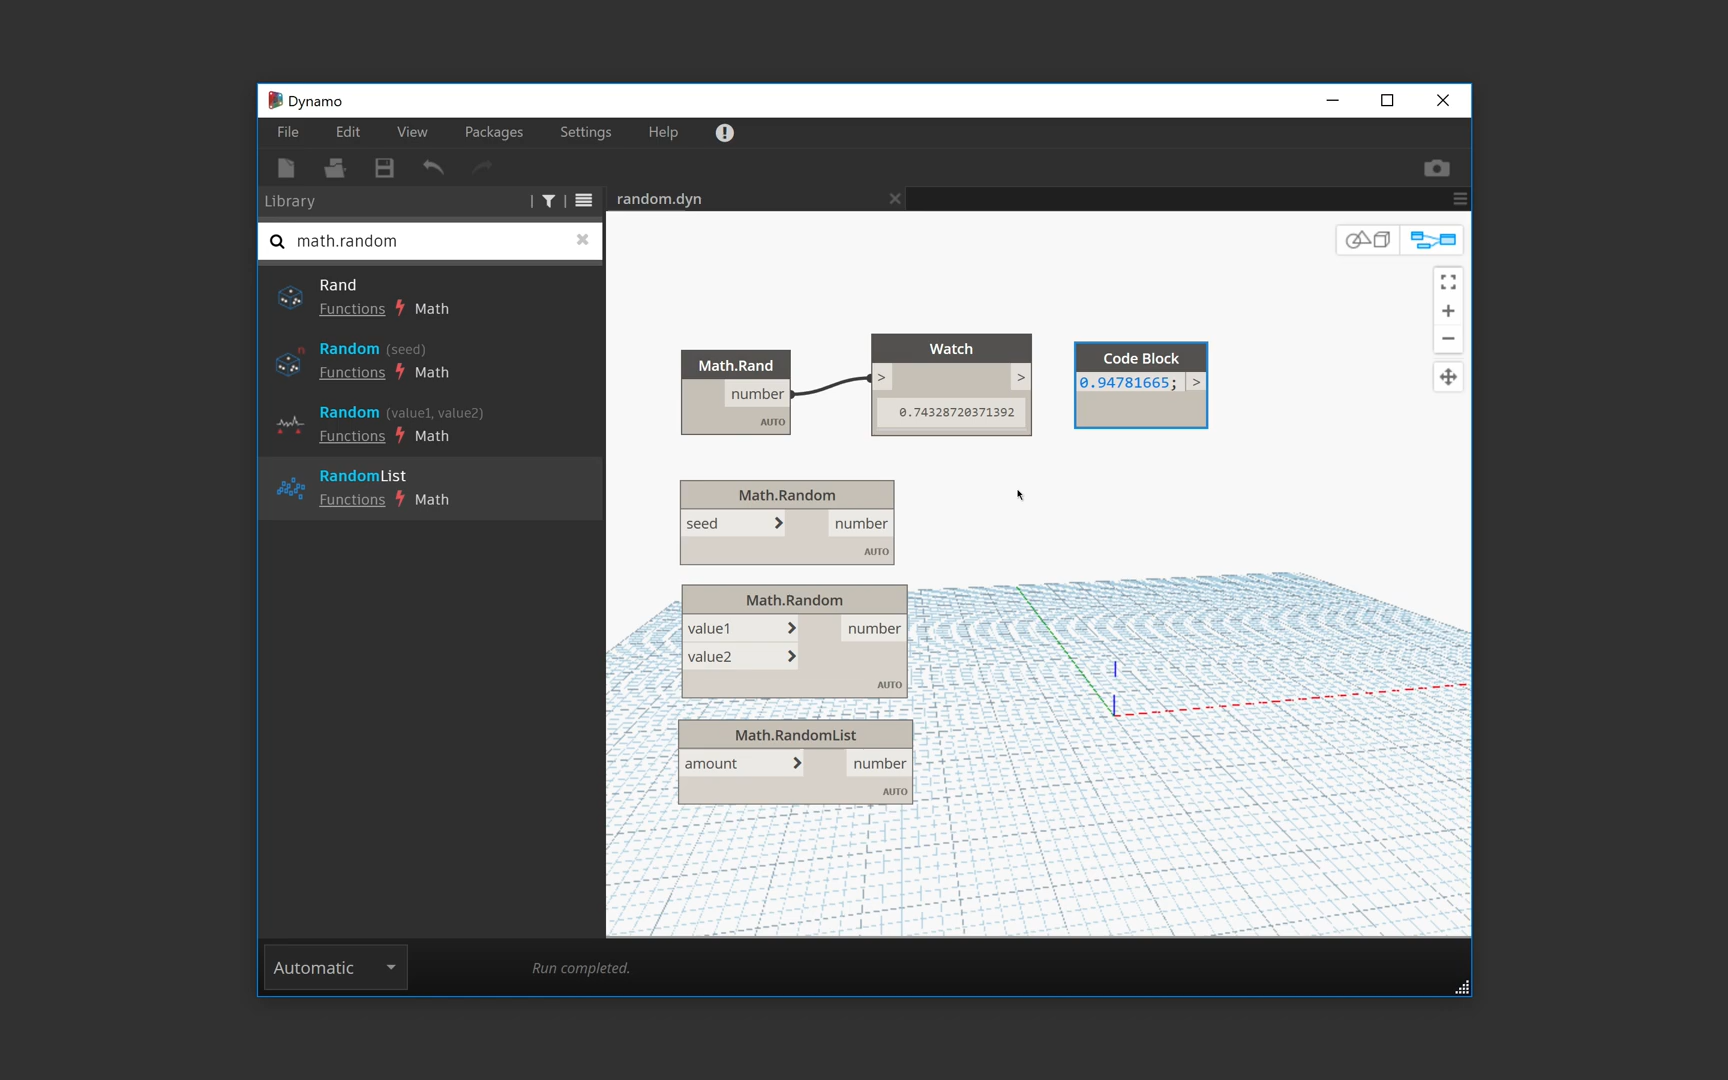 Dynamo
File Edit View Packages Settings Help
Library
random.dyn
math.random
Rand
Functions Math
Random (seed)
Functions Math
Random (value1, value2)
Functions Math
RandomList
Functions Math
Math.Rand
number
AUTO
Watch
> >
0.74328720371392
Code Block
0.94781665; >
Math.Random
seed > number
AUTO
Math.Random
value1 > number
value2 >
AUTO
Math.RandomList
amount > number
AUTO
Automatic
Run completed.